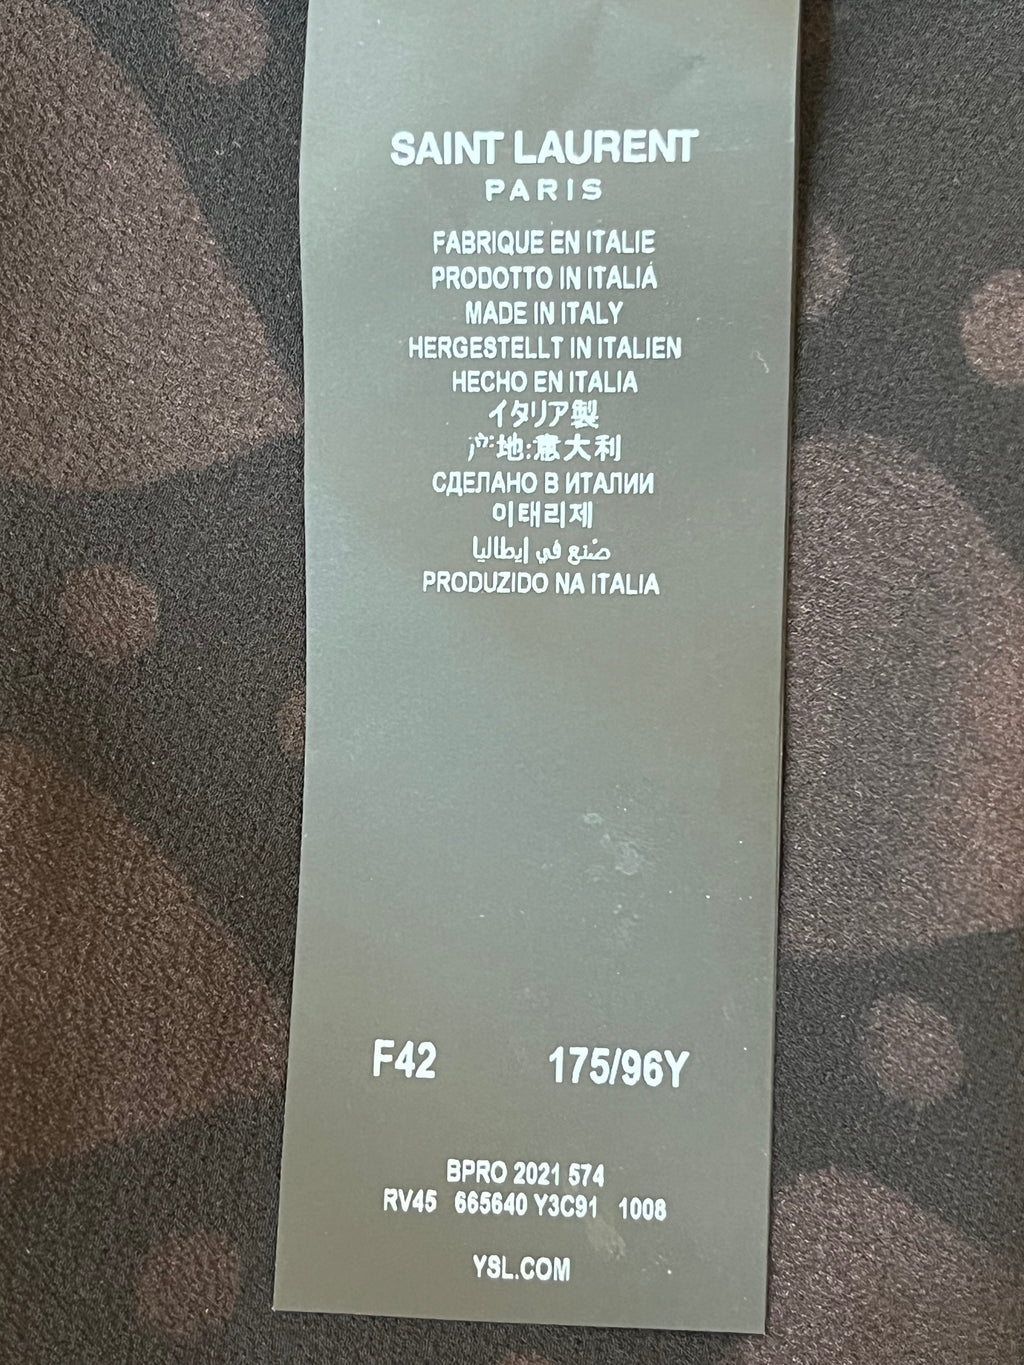 SAINT LAURENT
PARIS
FABRIQUE EN ITALIE
PRODOTTO IN ITALIÁ
MADE IN ITALY
HERGESTELLT IN ITALIEN
HECHO EN ITALIA
イタリア製
产地:意大利
СДЕЛАНО В ИТАЛИИ
이태리제
صنع في إيطاليا
PRODUZIDO NA ITALIA
F42 175/96Y
BPRO 2021 574
RV45 665640 Y3C91 1008
YSL.COM